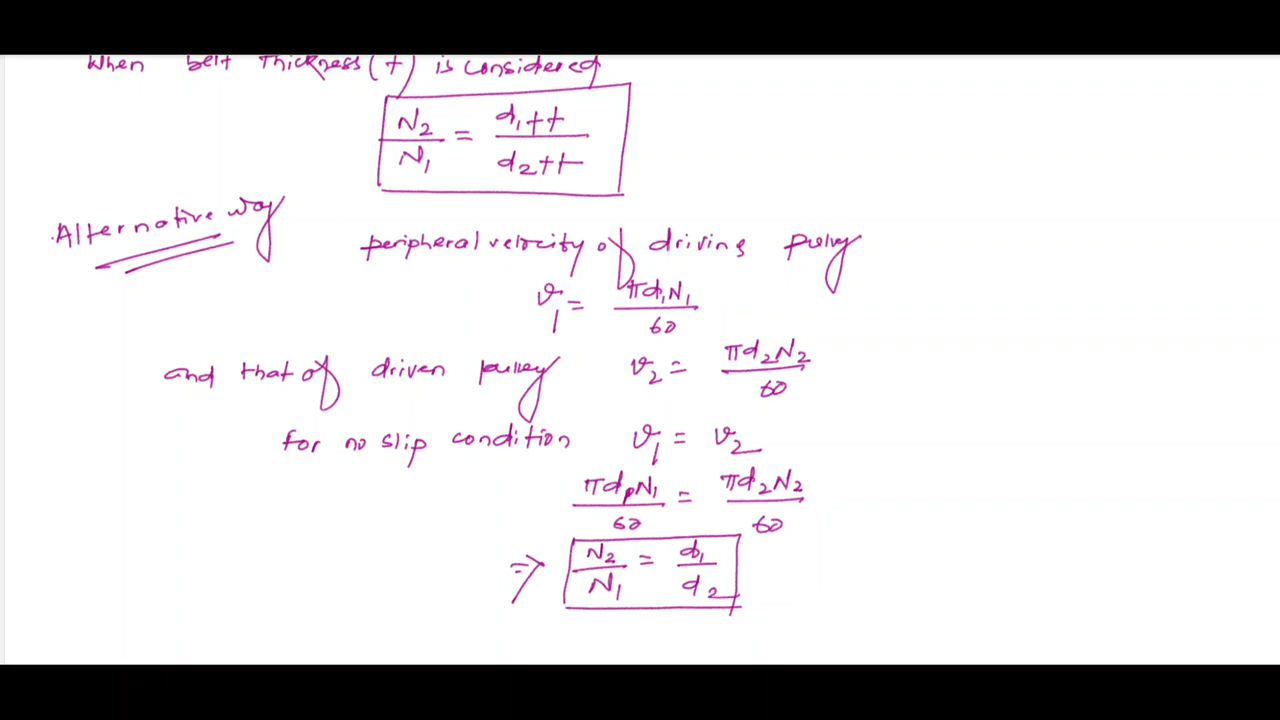 When belt thickness (t) is considered
N₂/N₁ = d₁+t/d₂+t
Alternative way
peripheral velocity of driving pulley
v₁ = πd₁N₁/60
and that of driven pulley v₂ = πd₂N₂/60
for no slip condition v₁ = v₂
πdₚN₁/60 = πd₂N₂/60
⇒ N₂/N₁ = d₁/d₂